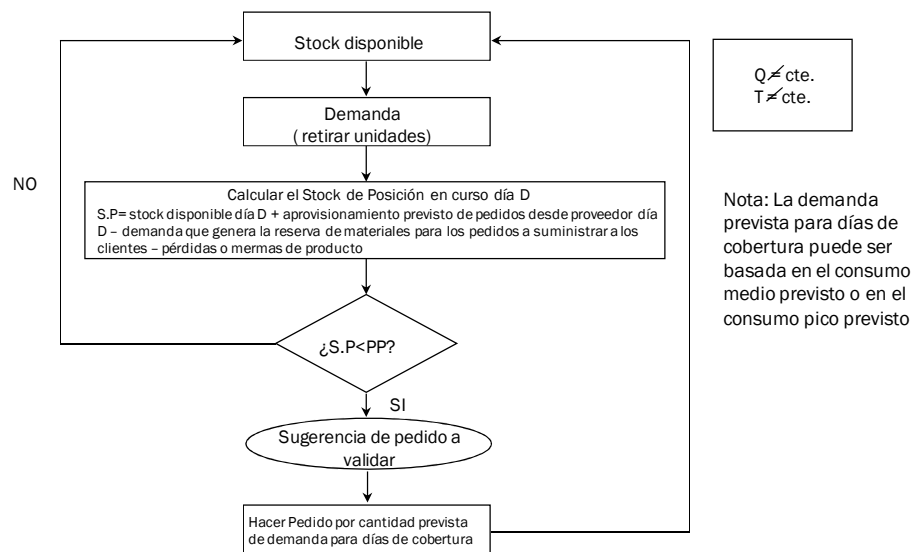 Stock disponible
Q ≠ cte.
T ≠ cte.
Demanda
( retirar unidades)
NO
Calcular el Stock de Posición en curso día D
S.P= stock disponible día D + aprovisionamiento previsto de pedidos desde proveedor día
D – demanda que genera la reserva de materiales para los pedidos a suministrar a los
clientes – pérdidas o mermas de producto
Nota: La demanda
prevista para días de
cobertura puede ser
basada en el consumo
medio previsto o en el
consumo pico previsto
¿S.P<PP?
SI
Sugerencia de pedido a
validar
Hacer Pedido por cantidad prevista
de demanda para días de cobertura